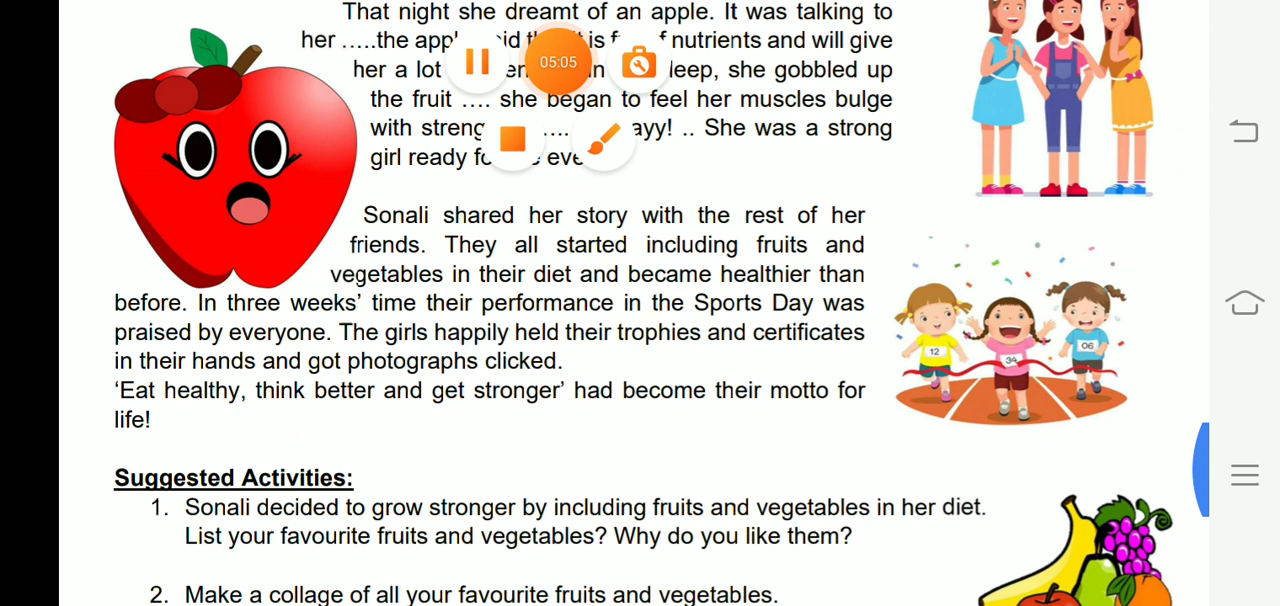 That night she dreamt of an apple. It was talking to
her .....the is nutrients and will give
her a lot she gobbled up
the fruit .... she began to feel her muscles bulge
with .... .. She was a strong
girl ready
Sonali shared her story with the rest of her
friends. They all started including fruits and
vegetables in their diet and became healthier than
before. In three weeks’ time their performance in the Sports Day was
praised by everyone. The girls happily held their trophies and certificates
in their hands and got photographs clicked.
‘Eat healthy, think better and get stronger’ had become their motto for
life!
Suggested Activities:
1. Sonali decided to grow stronger by including fruits and vegetables in her diet.
List your favourite fruits and vegetables? Why do you like them?
2. Make a collage of all your favourite fruits and vegetables.
05:05
12
34
06